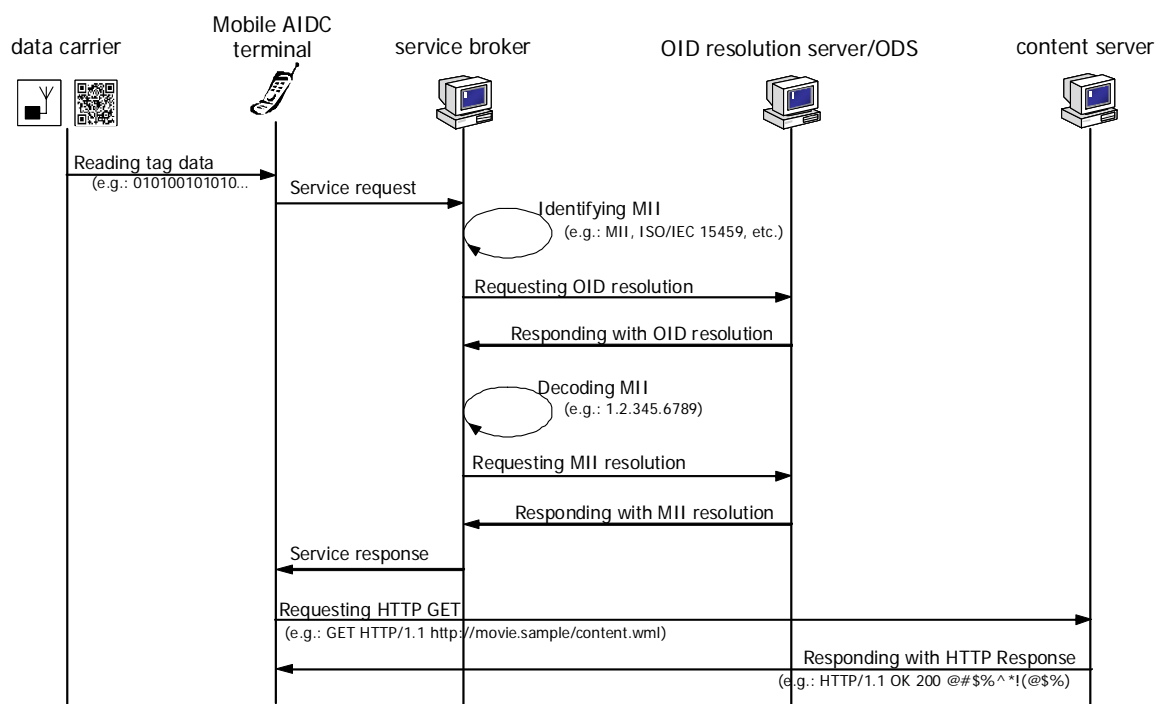 data carrier
Mobile AIDC
terminal
service broker
OID resolution server/ODS
content server
Reading tag data
(e.g.: 010100101010...
Service request
Identifying MII
(e.g.: MII, ISO/IEC 15459, etc.)
Requesting OID resolution
Responding with OID resolution
Decoding MII
(e.g.: 1.2.345.6789)
Requesting MII resolution
Responding with MII resolution
Service response
Requesting HTTP GET
(e.g.: GET HTTP/1.1 http://movie.sample/content.wml)
Responding with HTTP Response
(e.g.: HTTP/1.1 OK 200 @#$%^*!(@$%)